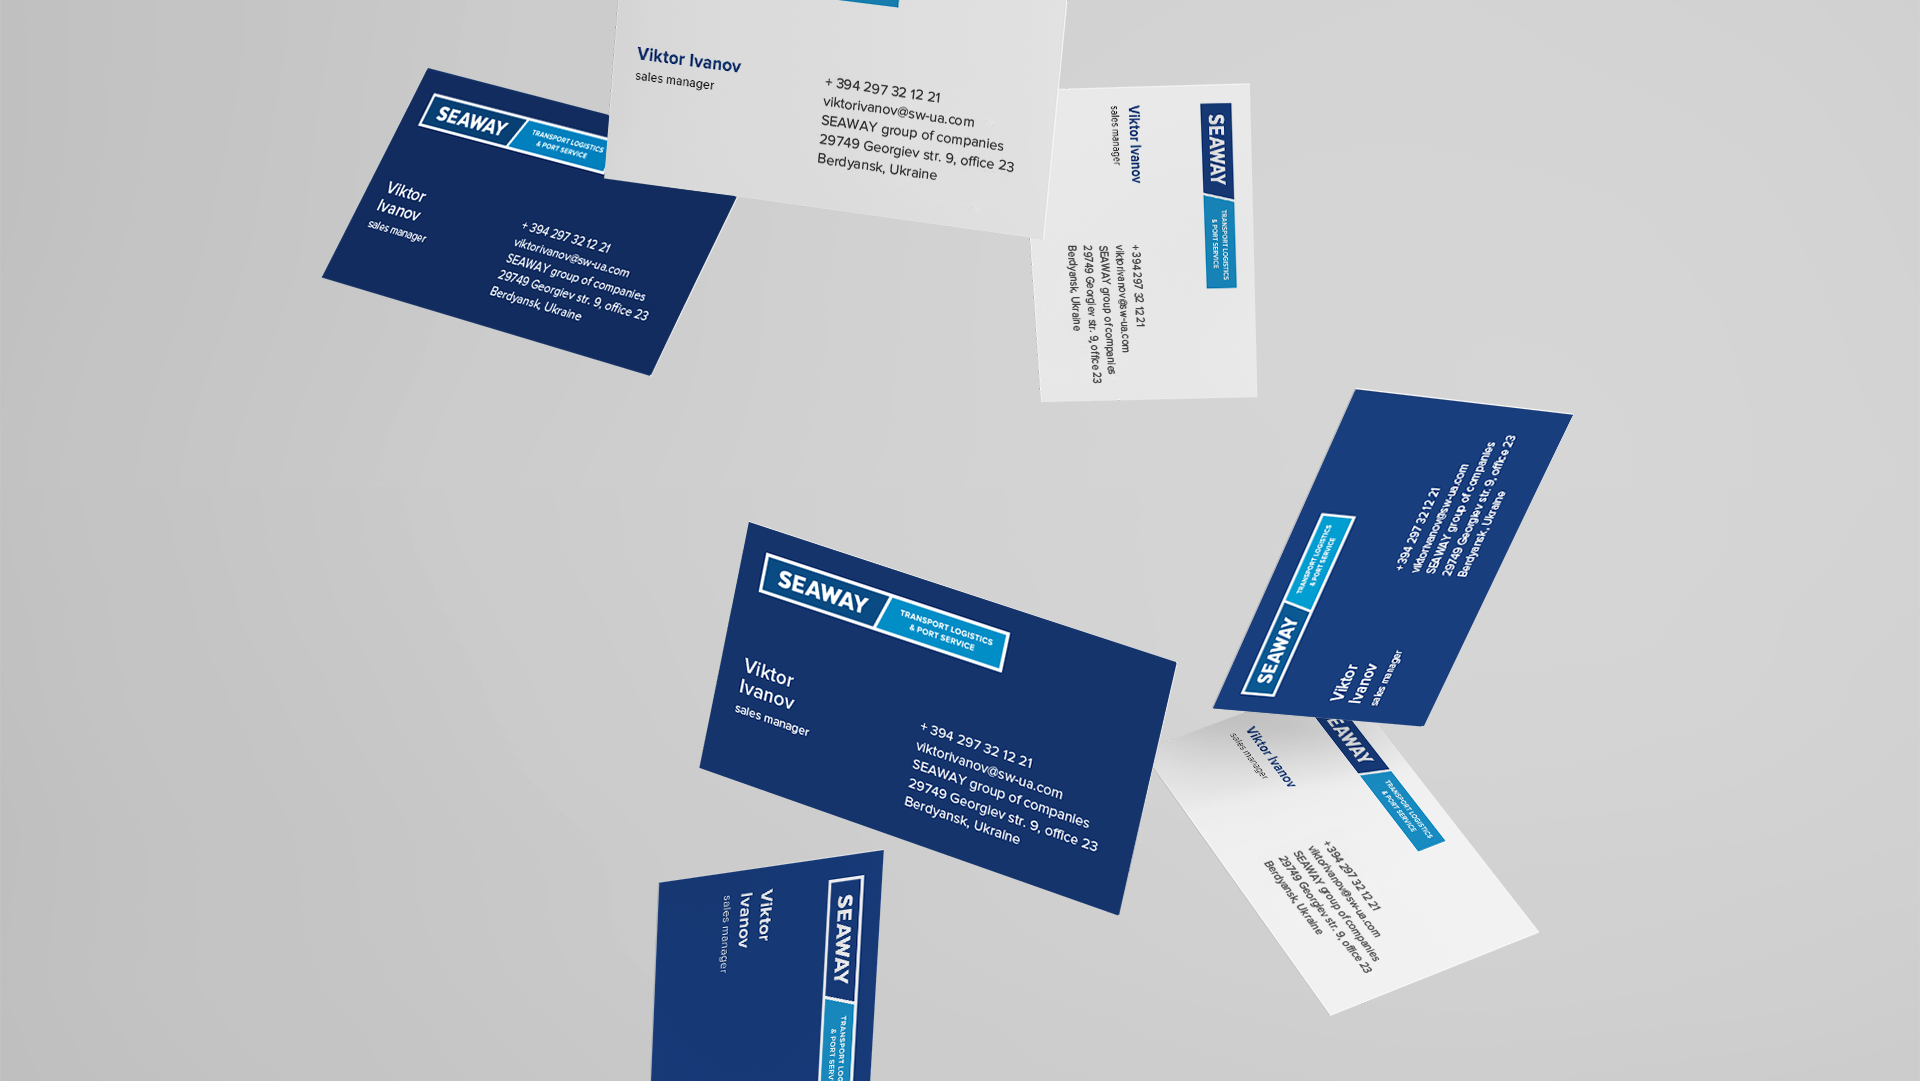 Viktor Ivanov
sales manager
+ 394 297 32 12 21
viktorivanov@sw-ua.com
SEAWAY group of companies
29749 Georgiev str. 9, office 23
Berdyansk, Ukraine
SEAWAY
TRANSPORT LOGISTICS
& PORT SERVICE
Viktor
Ivanov
sales manager
+ 394 297 32 12 21
viktorivanov@sw-ua.com
SEAWAY group of companies
29749 Georgiev str. 9, office 23
Berdyansk, Ukraine
SEAWAY
TRANSPORT LOGISTICS
& PORT SERVICE
Viktor Ivanov
sales manager
+ 394 297 32 12 21
viktorivanov@sw-ua.com
SEAWAY group of companies
29749 Georgiev str. 9, office 23
Berdyansk, Ukraine
SEAWAY
TRANSPORT LOGISTICS
& PORT SERVICE
Viktor
Ivanov
sales manager
+ 394 297 32 12 21
viktorivanov@sw-ua.com
SEAWAY group of companies
29749 Georgiev str. 9, office 23
Berdyansk, Ukraine
SEAWAY
TRANSPORT LOGISTICS
& PORT SERVICE
Viktor
Ivanov
sales manager
+ 394 297 32 12 21
viktorivanov@sw-ua.com
SEAWAY group of companies
29749 Georgiev str. 9, office 23
Berdyansk, Ukraine
EAWAY
TRANSPORT LOGISTICS
& PORT SERVICE
Viktor Ivanov
sales manager
+ 394 297 32 12 21
viktorivanov@sw-ua.com
SEAWAY group of companies
29749 Georgiev str. 9, office 23
Berdyansk, Ukraine
SEAWAY
TRANSPORT LOG
& PORT SERV
Viktor
Ivanov
sales manager